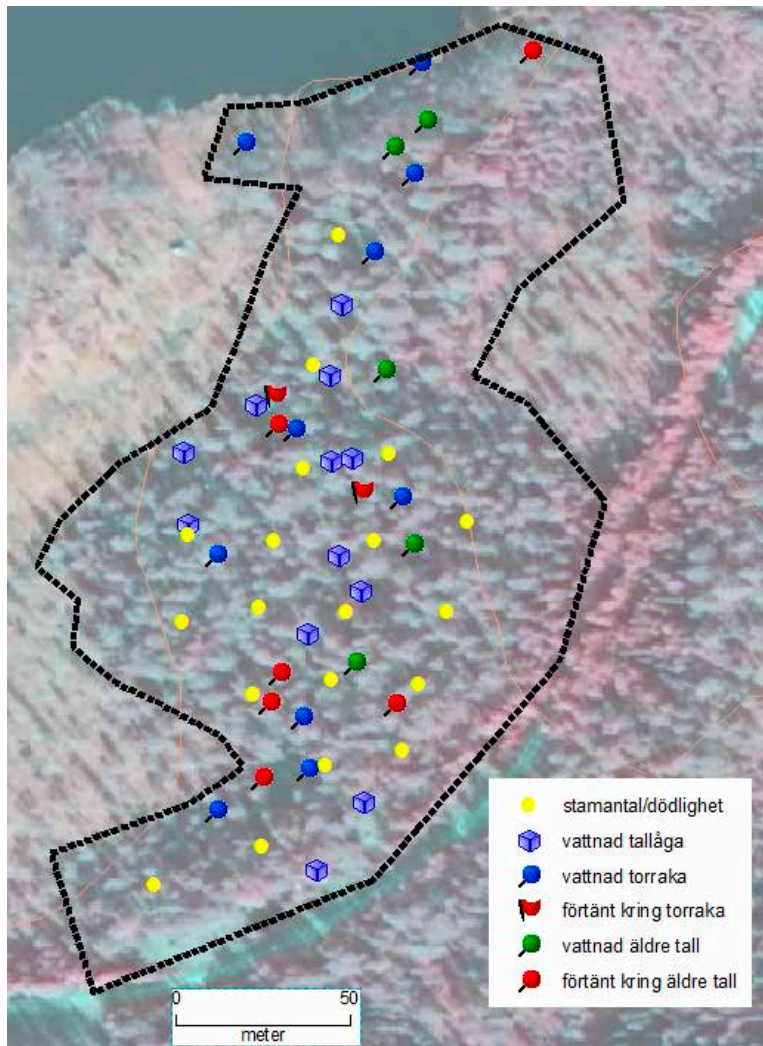 stamantal/dödlighet
vattnad tallåga
vattnad torraka
förtänt kring torraka
vattnad äldre tall
förtänt kring äldre tall
0 50
meter